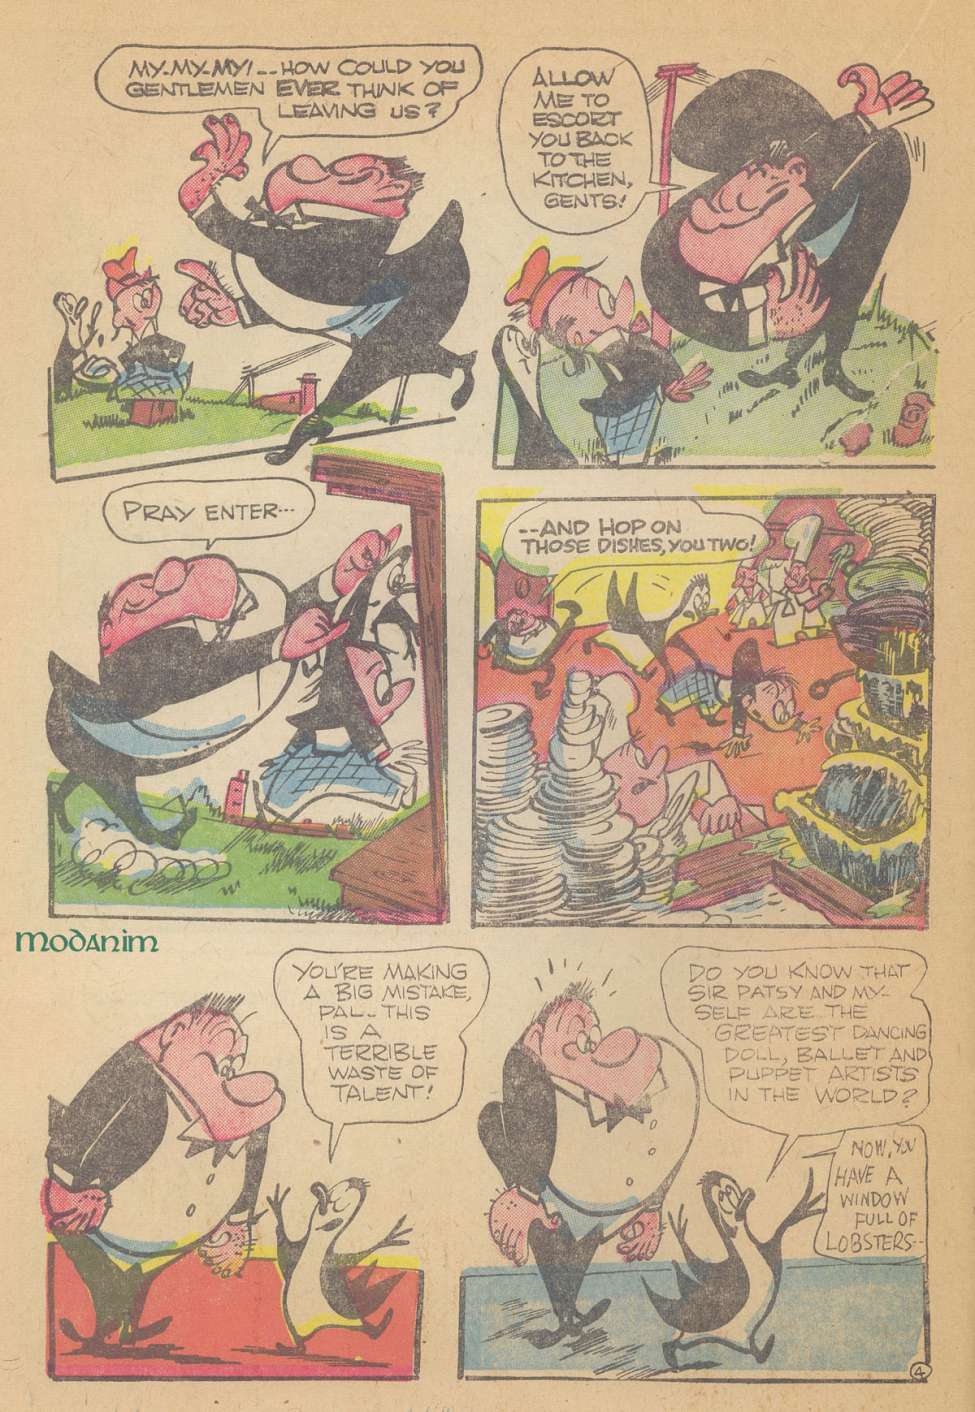 MY-MY-MY! -- HOW COULD YOU
GENTLEMEN EVER THINK OF
LEAVING US?
ALLOW
ME TO
ESCORT
YOU BACK
TO THE
KITCHEN,
GENTS!
PRAY ENTER---
--AND HOP ON
THOSE DISHES, YOU TWO!
modanim
YOU'RE MAKING
A BIG MISTAKE,
PAL-- THIS
IS A
TERRIBLE
WASTE OF
TALENT!
DO YOU KNOW THAT
SIR PATSY AND MY-
SELF ARE THE
GREATEST DANCING
DOLL, BALLET AND
PUPPET ARTISTS
IN THE WORLD?
NOW, YOU
HAVE A
WINDOW
FULL OF
LOBSTERS--
4